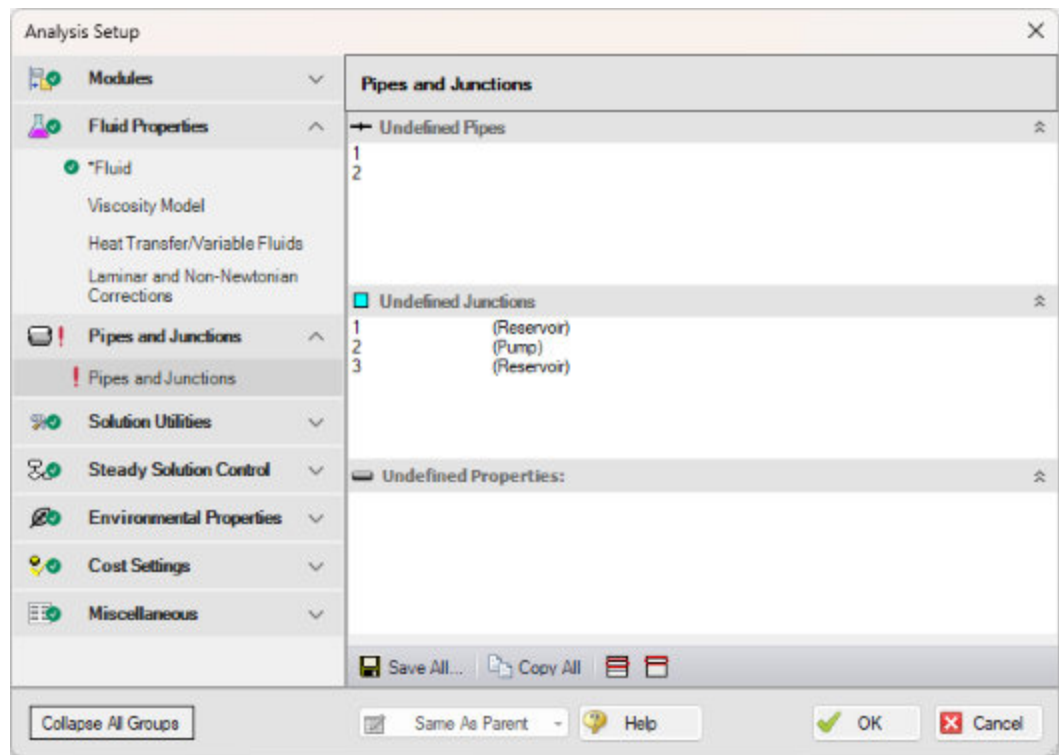 Analysis Setup
Modules
Fluid Properties
*Fluid
Viscosity Model
Heat Transfer/Variable Fluids
Laminar and Non-Newtonian
Corrections
Pipes and Junctions
Pipes and Junctions
Solution Utilities
Steady Solution Control
Environmental Properties
Cost Settings
Miscellaneous
Collapse All Groups
Pipes and Junctions
Undefined Pipes
1
2
Undefined Junctions
1 (Reservoir)
2 (Pump)
3 (Reservoir)
Undefined Properties:
Save All... Copy All
Same As Parent Help OK Cancel